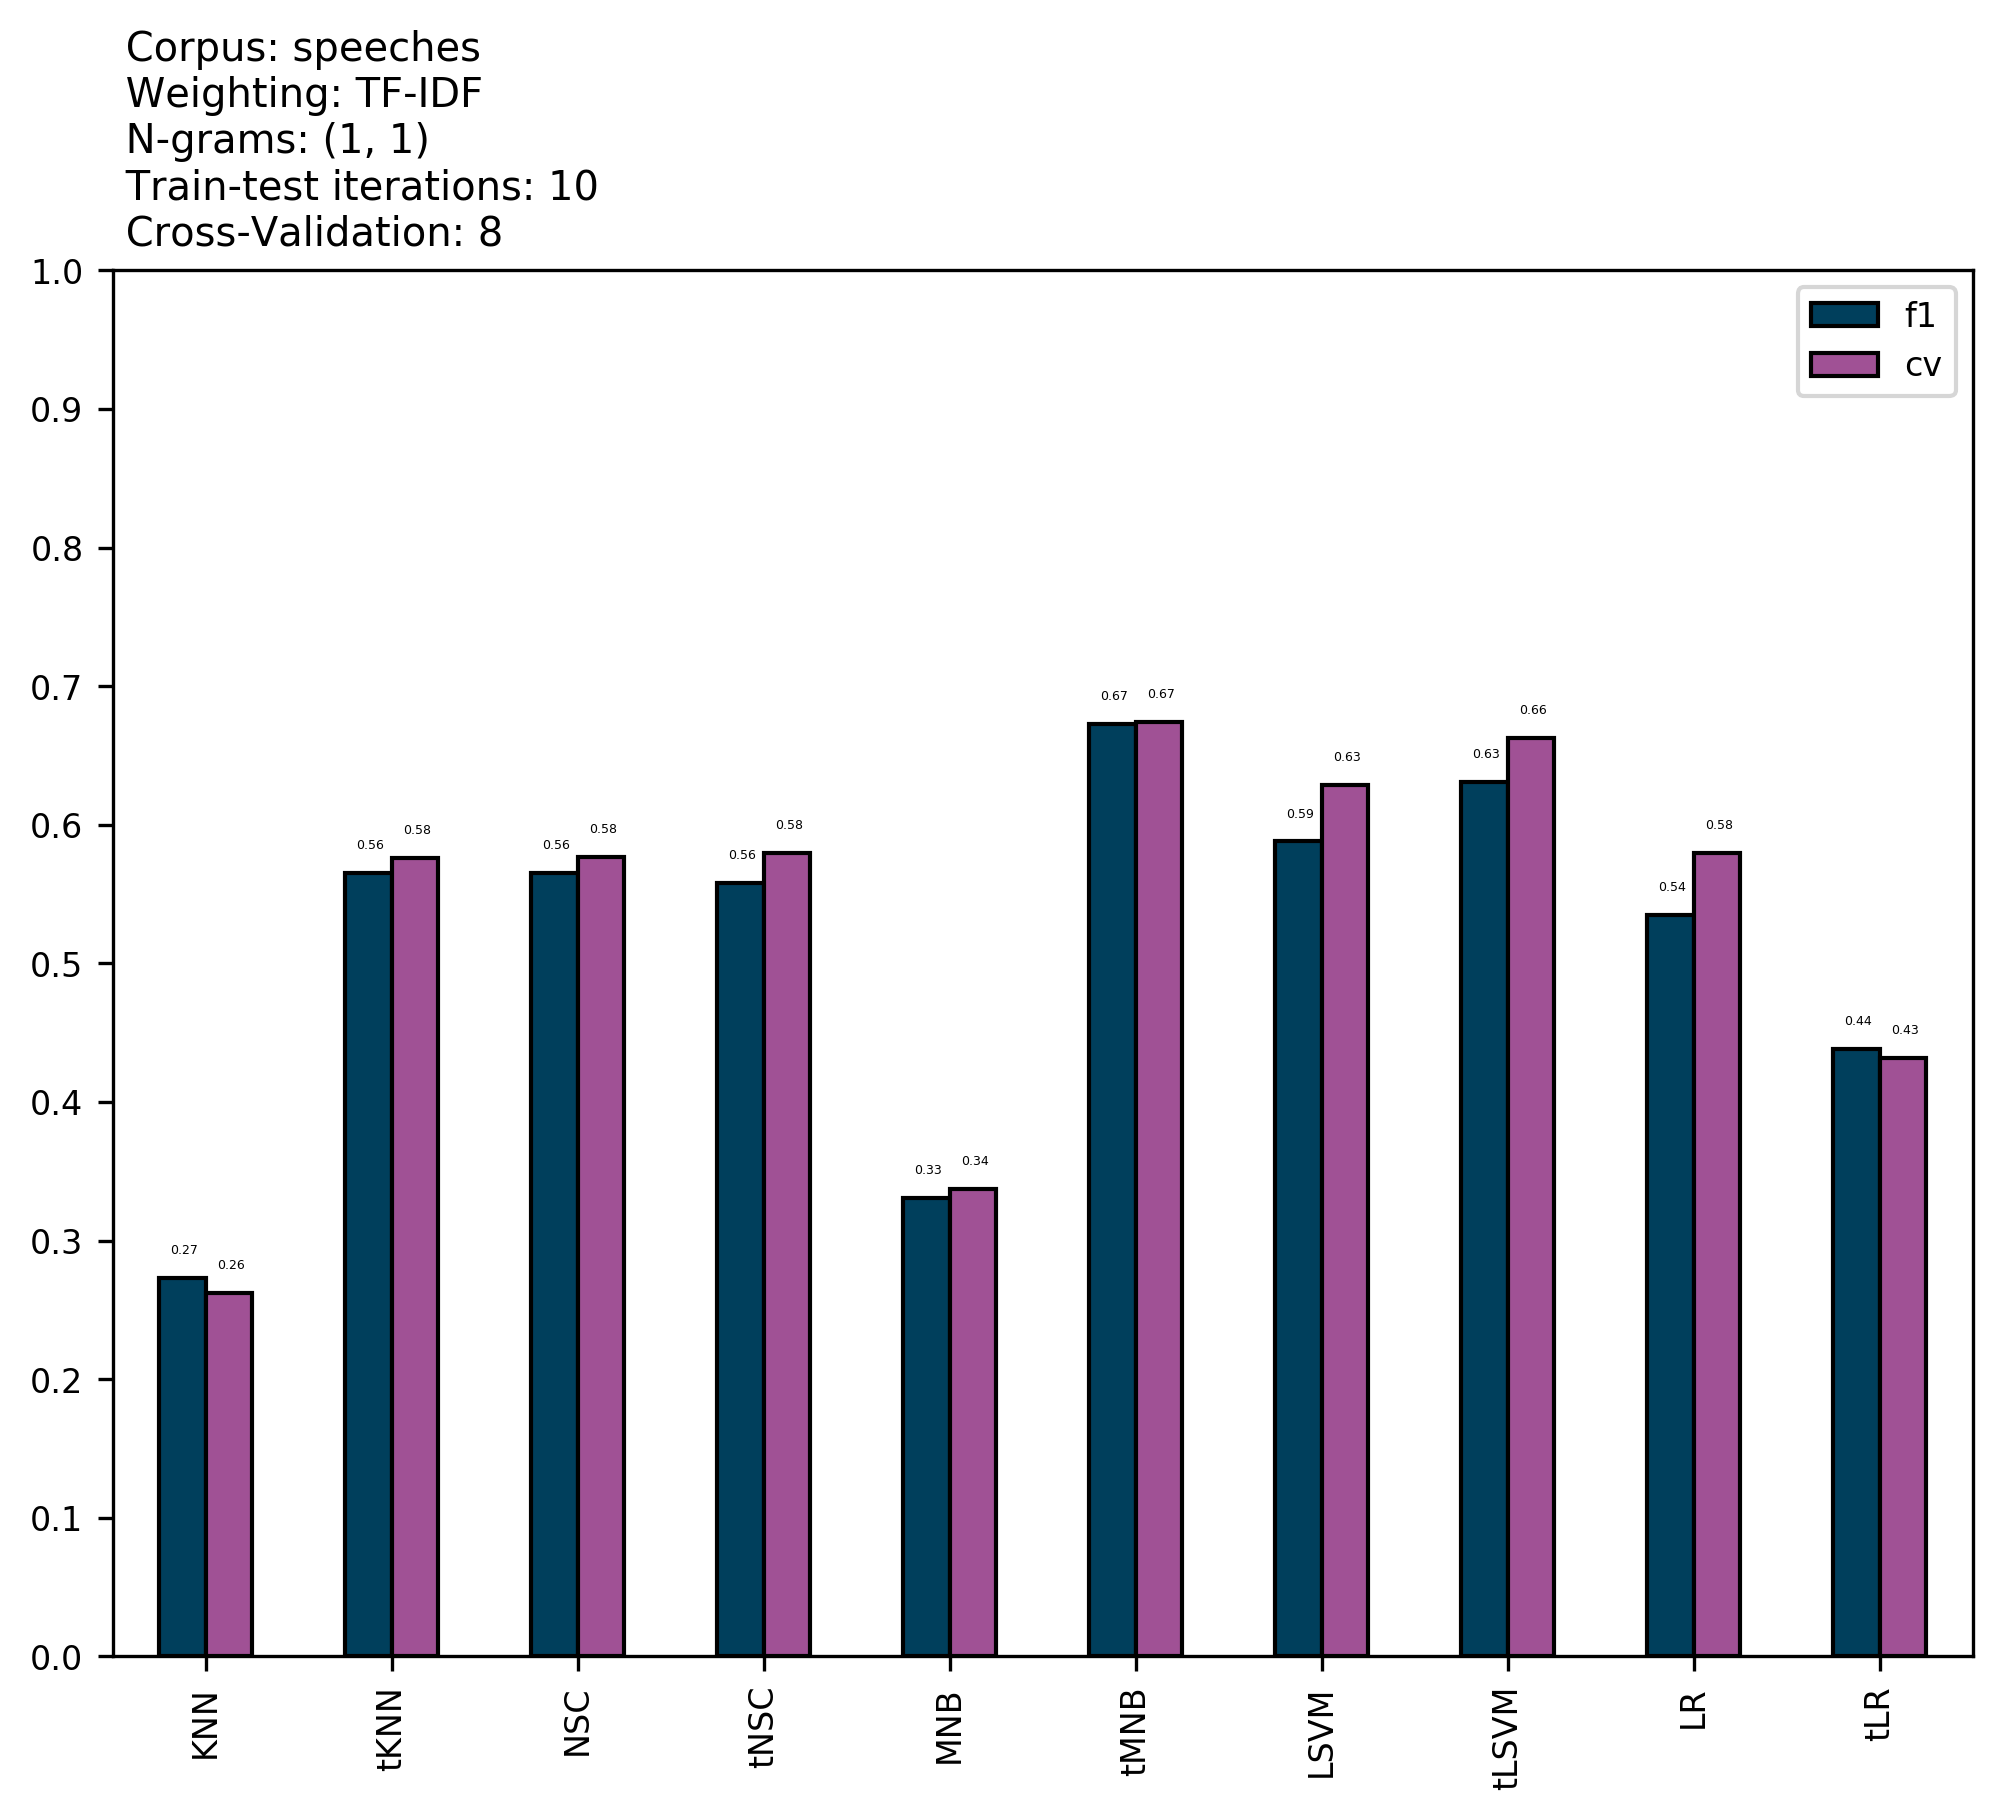 Corpus: speeches
Weighting: TF-IDF
N-grams: (1, 1)
Train-test iterations: 10
Cross-Validation: 8
1.0
0.9
0.8
0.7
0.6
0.5
0.4
0.3
0.2
0.1
0.0
f1
cv
0.27 0.26
0.56 0.58
0.56 0.58
0.56 0.58
0.33 0.34
0.67 0.67
0.59 0.63
0.63 0.66
0.54 0.58
0.44 0.43
KNN
tKNN
NSC
tNSC
MNB
tMNB
LSVM
tLSVM
LR
tLR